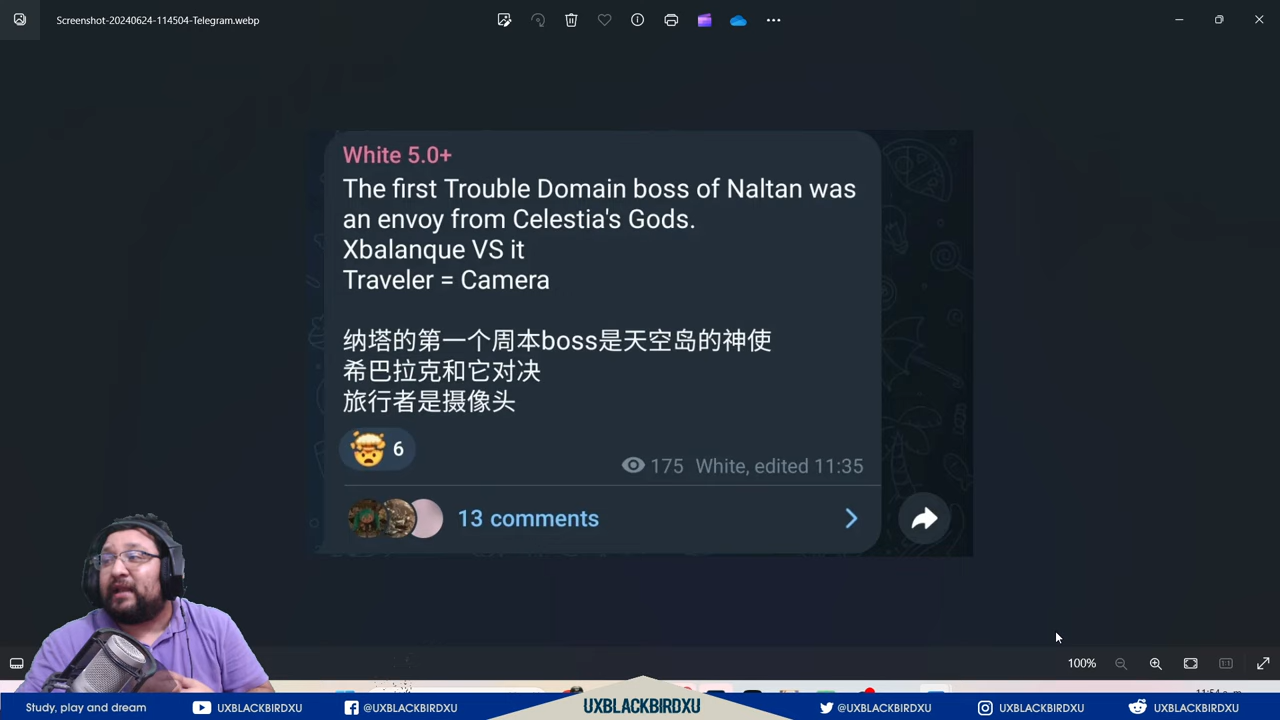 Screenshot-20240624-114504-Telegram.webp
White 5.0+
The first Trouble Domain boss of Naltan was
an envoy from Celestia's Gods.
Xbalanque VS it
Traveler = Camera
纳塔的第一个周本boss是天空岛的神使
希巴拉克和它对决
旅行者是摄像头
6
175 White, edited 11:35
13 comments
100%
Study, play and dream
UXBLACKBIRDXU
@UXBLACKBIRDXU
UXBLACKBIRDXU
@UXBLACKBIRDXU
UXBLACKBIRDXU
UXBLACKBIRDXU